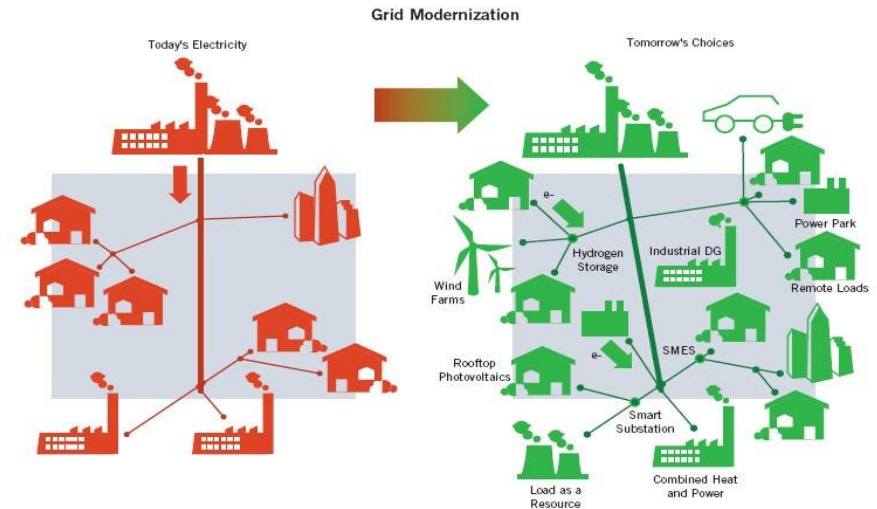 Grid Modernization
Today's Electricity
Tomorrow's Choices
e-
Power Park
Hydrogen
Storage
Industrial DG
Wind
Farms
Remote Loads
Rooftop
Photovoltaics
e-
SMES
Smart
Substation
Load as a
Resource
Combined Heat
and Power